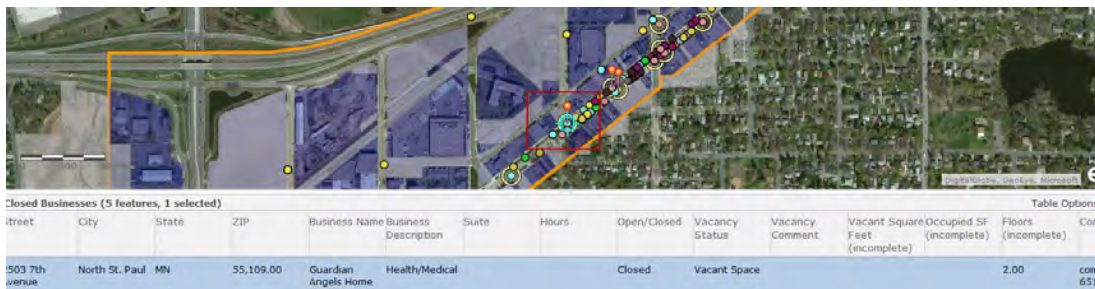 DigitalGlobe, GeoEye, Microsoft
Closed Businesses (5 features, 1 selected) Table Options
Street City State ZIP Business Name Business Description Suite Hours Open/Closed Vacancy Status Vacancy Comment Vacant Square Feet (incomplete) Occupied SF (incomplete) Floors (incomplete)
2503 7th Avenue North St. Paul MN 55,109.00 Guardian Angels Home Health/Medical Closed Vacant Space 2.00 651